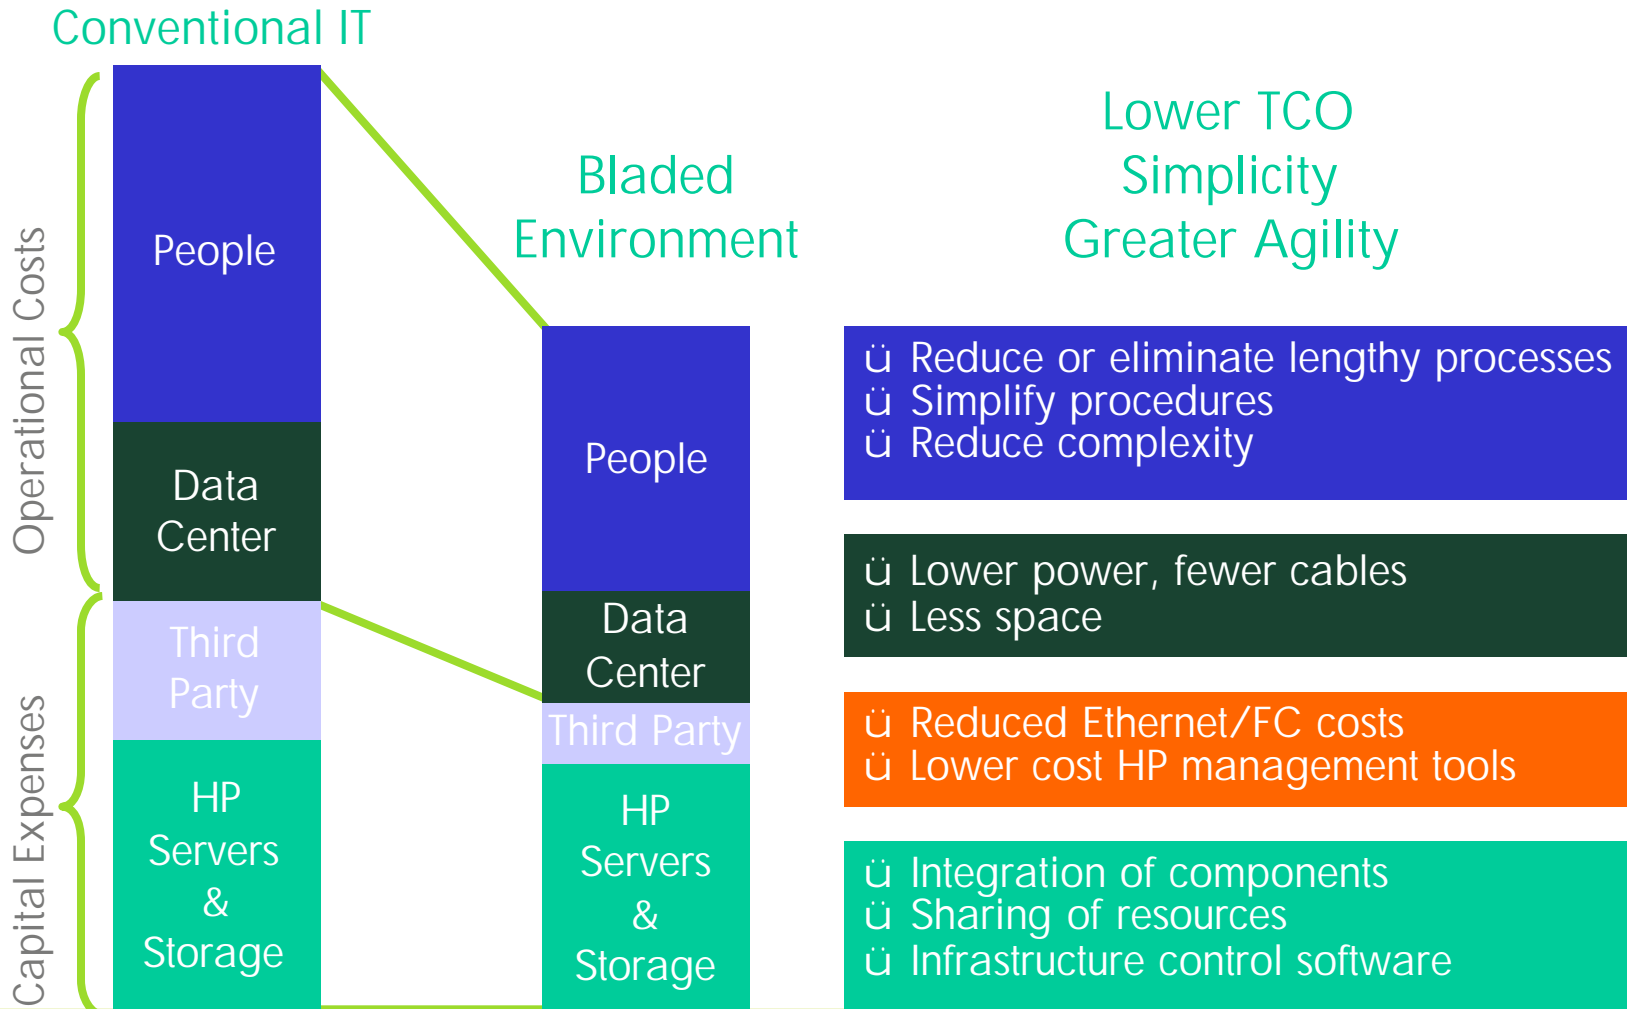 Conventional IT
Operational Costs
Capital Expenses
People
Data
Center
Third
Party
HP
Servers
&
Storage
Bladed
Environment
People
Data
Center
Third Party
HP
Servers
&
Storage
Lower TCO
Simplicity
Greater Agility
ü Reduce or eliminate lengthy processes
ü Simplify procedures
ü Reduce complexity
ü Lower power, fewer cables
ü Less space
ü Reduced Ethernet/FC costs
ü Lower cost HP management tools
ü Integration of components
ü Sharing of resources
ü Infrastructure control software